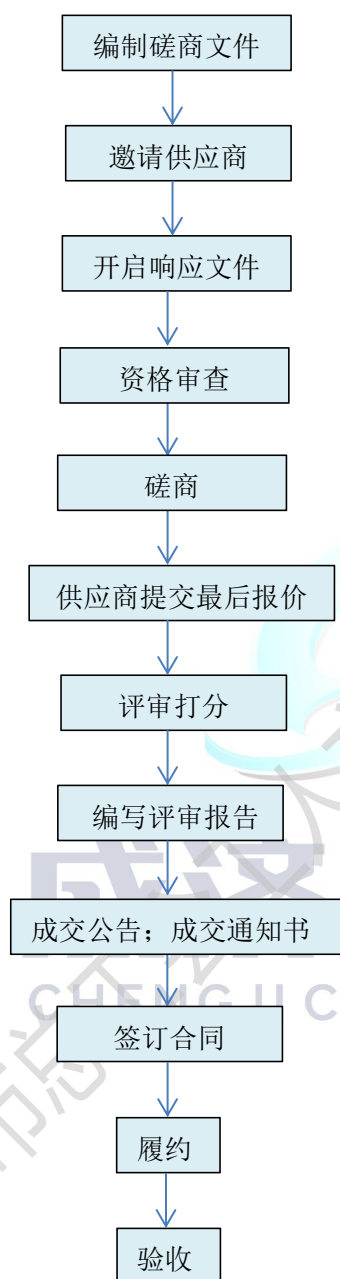 编制磋商文件
邀请供应商
开启响应文件
资格审查
磋商
供应商提交最后报价
评审打分
编写评审报告
成交公告；成交通知书
CHENG
签订合同
履约
验收